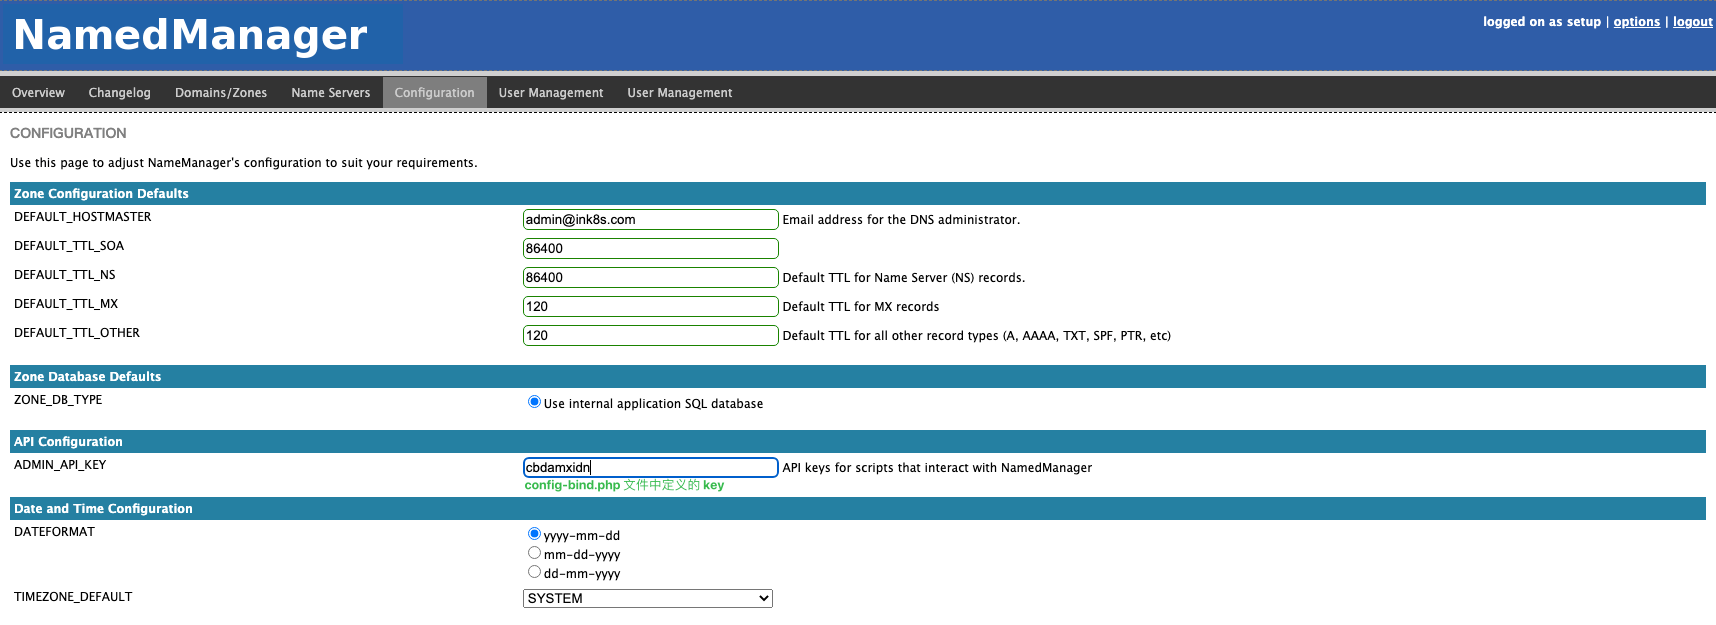 NamedManager
logged on as setup | options | logout
Overview Changelog Domains/Zones Name Servers Configuration User Management User Management
CONFIGURATION
Use this page to adjust NameManager's configuration to suit your requirements.
Zone Configuration Defaults
DEFAULT_HOSTMASTER admin@ink8s.com Email address for the DNS administrator.
DEFAULT_TTL_SOA 86400
DEFAULT_TTL_NS 86400 Default TTL for Name Server (NS) records.
DEFAULT_TTL_MX 120 Default TTL for MX records
DEFAULT_TTL_OTHER 120 Default TTL for all other record types (A, AAAA, TXT, SPF, PTR, etc)
Zone Database Defaults
ZONE_DB_TYPE Use internal application SQL database
API Configuration
ADMIN_API_KEY cbdamxidn API keys for scripts that interact with NamedManager
config-bind.php 文件中定义的 key
Date and Time Configuration
DATEFORMAT yyyy-mm-dd
mm-dd-yyyy
dd-mm-yyyy
TIMEZONE_DEFAULT SYSTEM